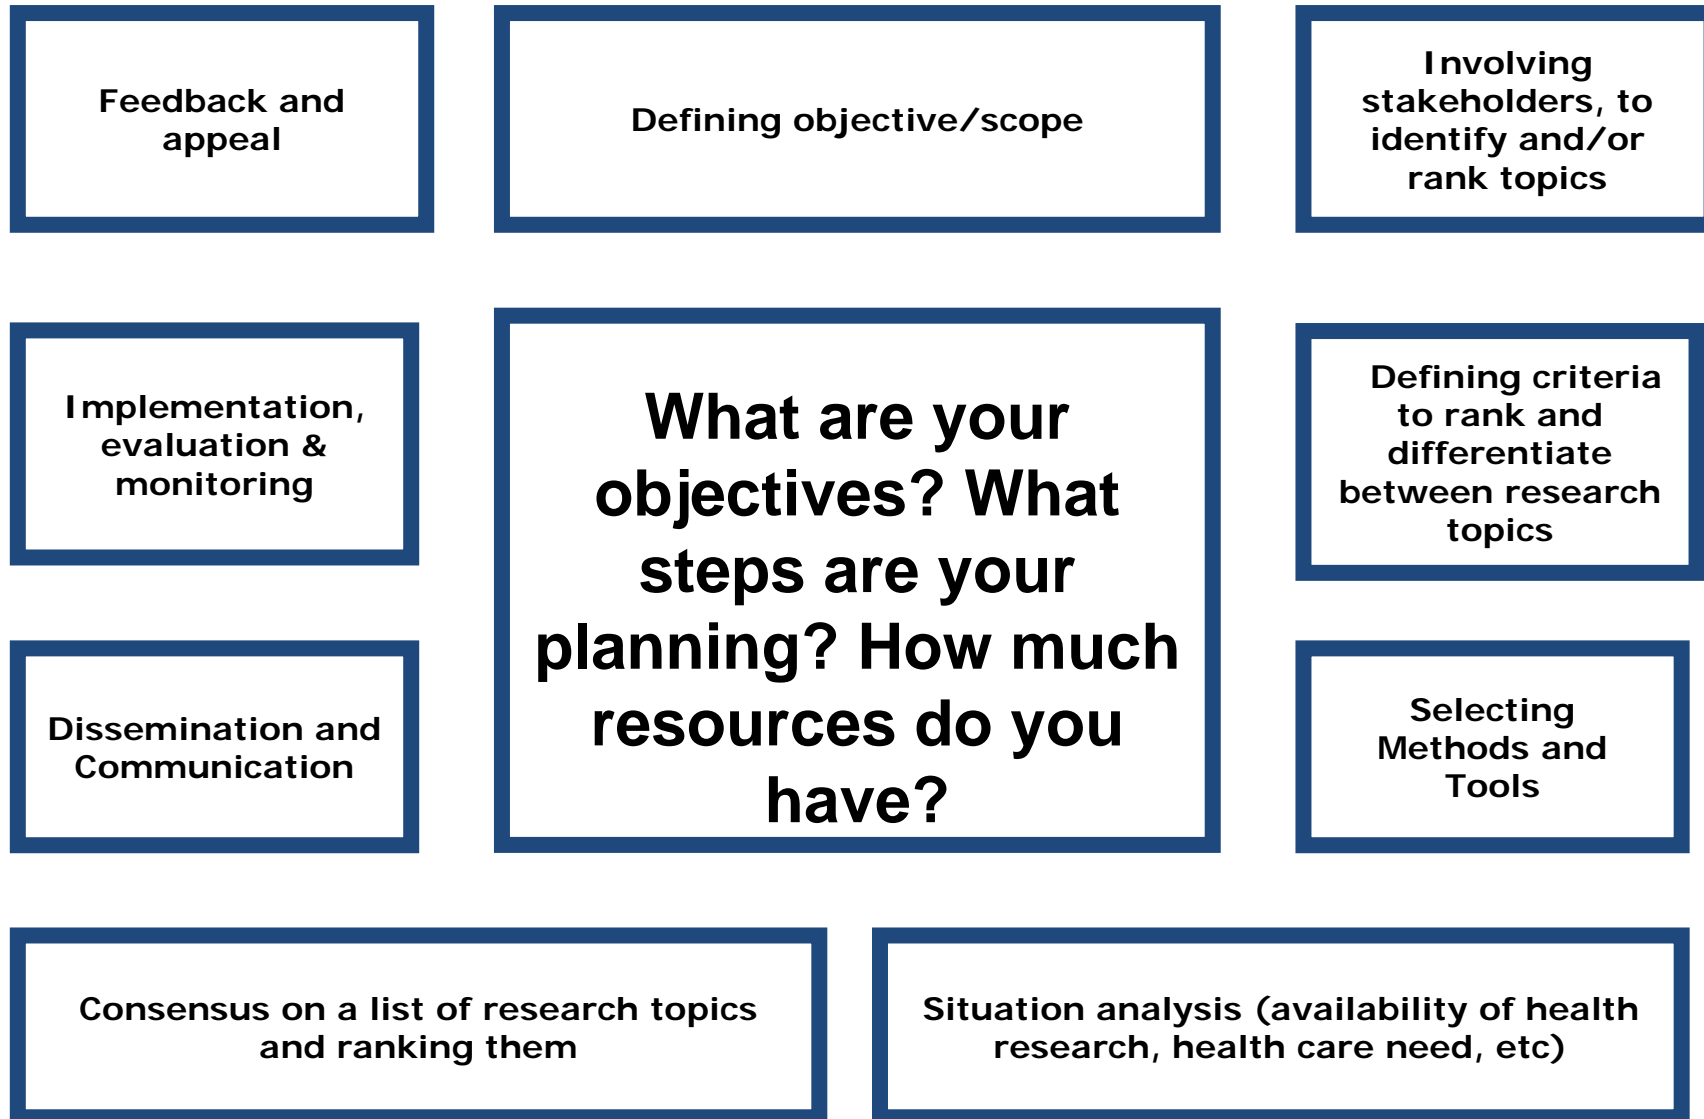 Feedback and
appeal
Defining objective/scope
Involving
stakeholders, to
identify and/or
rank topics
Implementation,
evaluation &
monitoring
What are your
objectives? What
steps are your
planning? How much
resources do you
have?
Defining criteria
to rank and
differentiate
between research
topics
Dissemination and
Communication
Selecting
Methods and
Tools
Consensus on a list of research topics
and ranking them
Situation analysis (availability of health
research, health care need, etc)